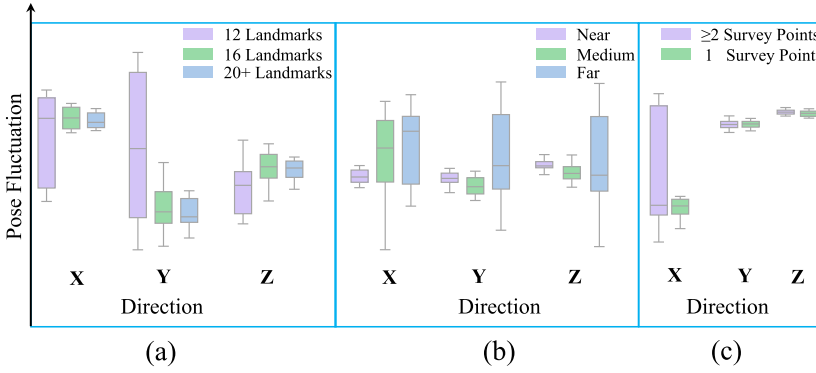 Pose Fluctuation
12 Landmarks
16 Landmarks
20+ Landmarks
X Y Z
Direction
(a)
Near
Medium
Far
X Y Z
Direction
(b)
≥2 Survey Points
1 Survey Point
X Y Z
Direction
(c)